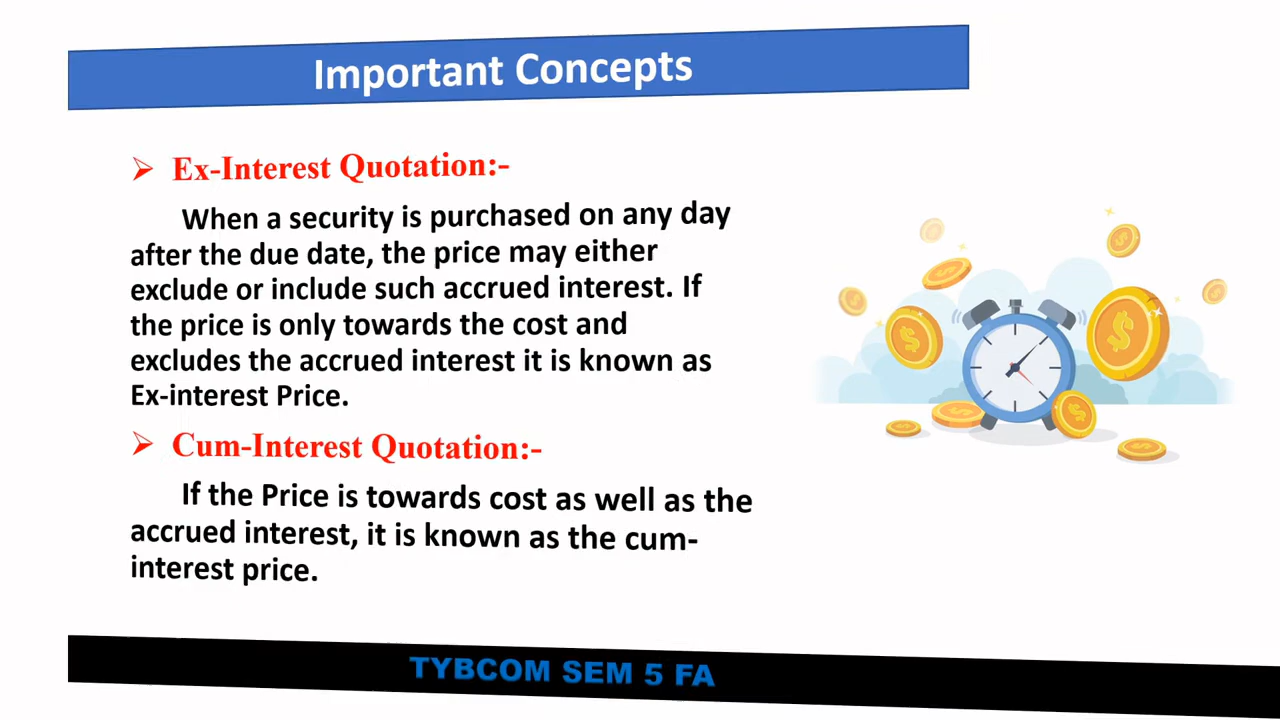 Important Concepts
Ex-Interest Quotation:-
When a security is purchased on any day
after the due date, the price may either
exclude or include such accrued interest. If
the price is only towards the cost and
excludes the accrued interest it is known as
Ex-interest Price.
Cum-Interest Quotation:-
If the Price is towards cost as well as the
accrued interest, it is known as the cum-
interest price.
TYBCOM SEM 5 FA